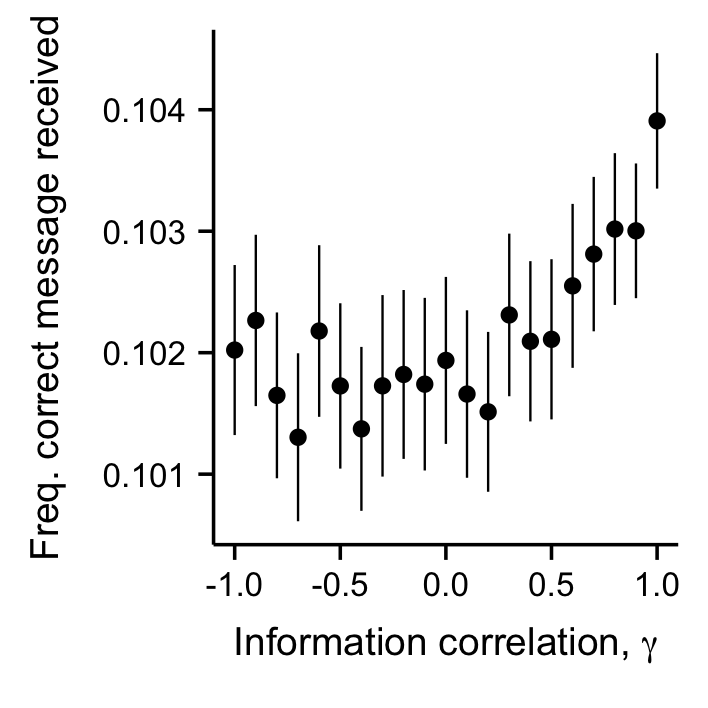 Freq. correct message received
0.104
0.103
0.102
0.101
-1.0 -0.5 0.0 0.5 1.0
Information correlation, γ